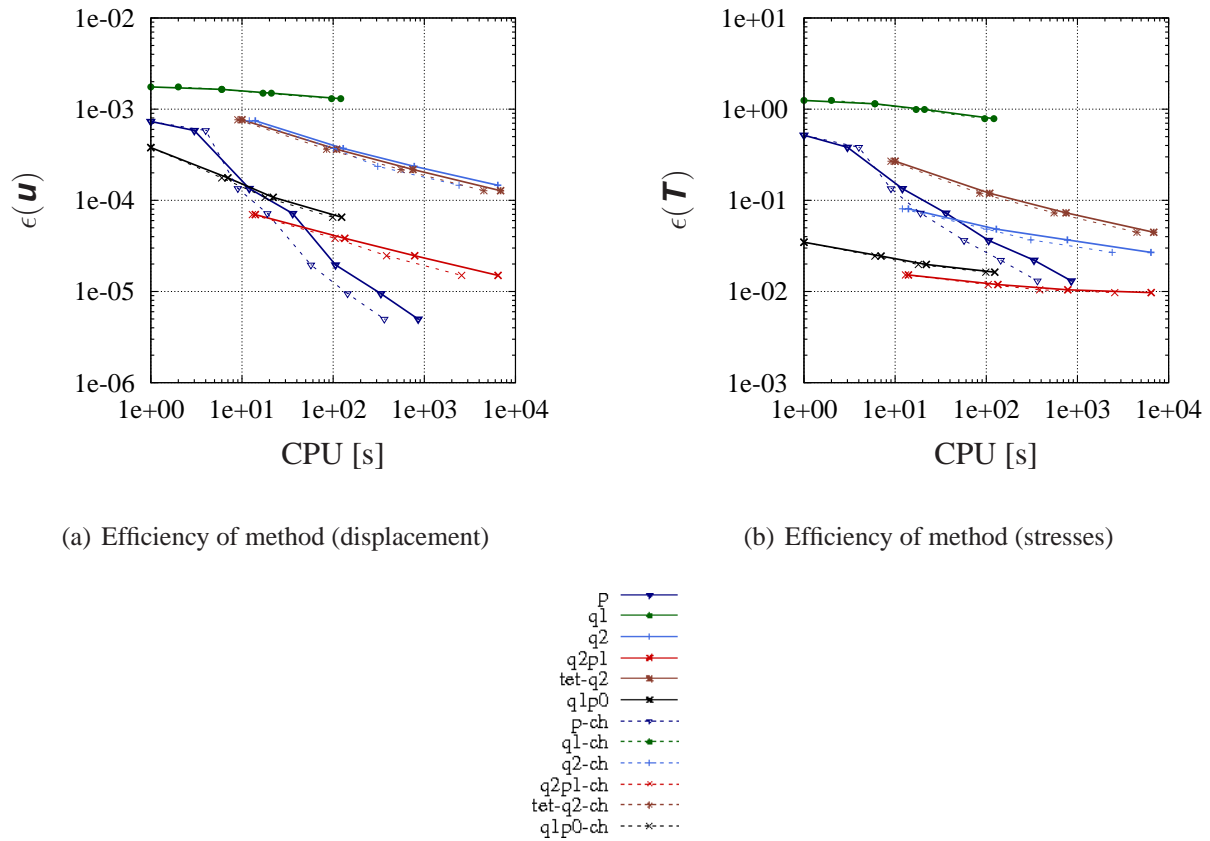 1e-02
1e-03
1e-04
1e-05
1e-06
ϵ(u)
1e+00 1e+01 1e+02 1e+03 1e+04
CPU [s]
(a) Efficiency of method (displacement)
1e+01
1e+00
1e-01
1e-02
1e-03
ϵ(T)
1e+00 1e+01 1e+02 1e+03 1e+04
CPU [s]
(b) Efficiency of method (stresses)
p
q1
q2
q2p1
tet-q2
q1p0
p-ch
q1-ch
q2-ch
q2p1-ch
tet-q2-ch
q1p0-ch